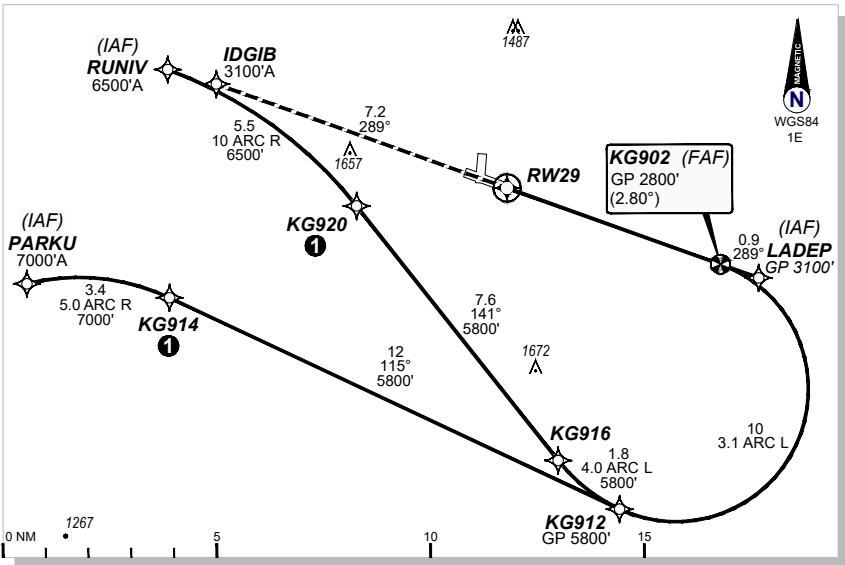 1487
MAGNETIC
N
WGS84
1E
(IAF)
RUNIV
6500'A
IDGIB
3100'A
7.2
289°
5.5
10 ARC R
6500'
1657
RW29
KG902 (FAF)
GP 2800'
(2.80°)
KG920
1
(IAF)
PARKU
7000'A
(IAF)
LADEP
GP 3100'
0.9
289°
3.4
5.0 ARC R
7000'
KG914
1
7.6
141°
5800'
12
115°
5800'
1672
10
3.1 ARC L
KG916
1.8
4.0 ARC L
5800'
KG912
GP 5800'
1267
0 NM
5
10
15